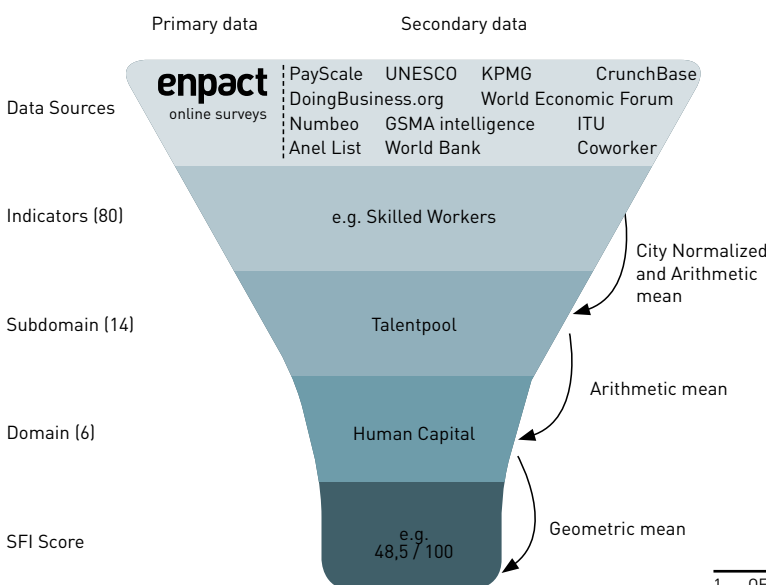 Primary data
Secondary data
Data Sources
enpact
online surveys
PayScale UNESCO KPMG CrunchBase
DoingBusiness.org World Economic Forum
Numbeo GSMA intelligence ITU
Anel List World Bank Coworker
Indicators (80)
e.g. Skilled Workers
City Normalized
and Arithmetic
mean
Subdomain (14)
Talentpool
Arithmetic mean
Domain (6)
Human Capital
Geometric mean
SFI Score
e.g.
48,5 / 100
1